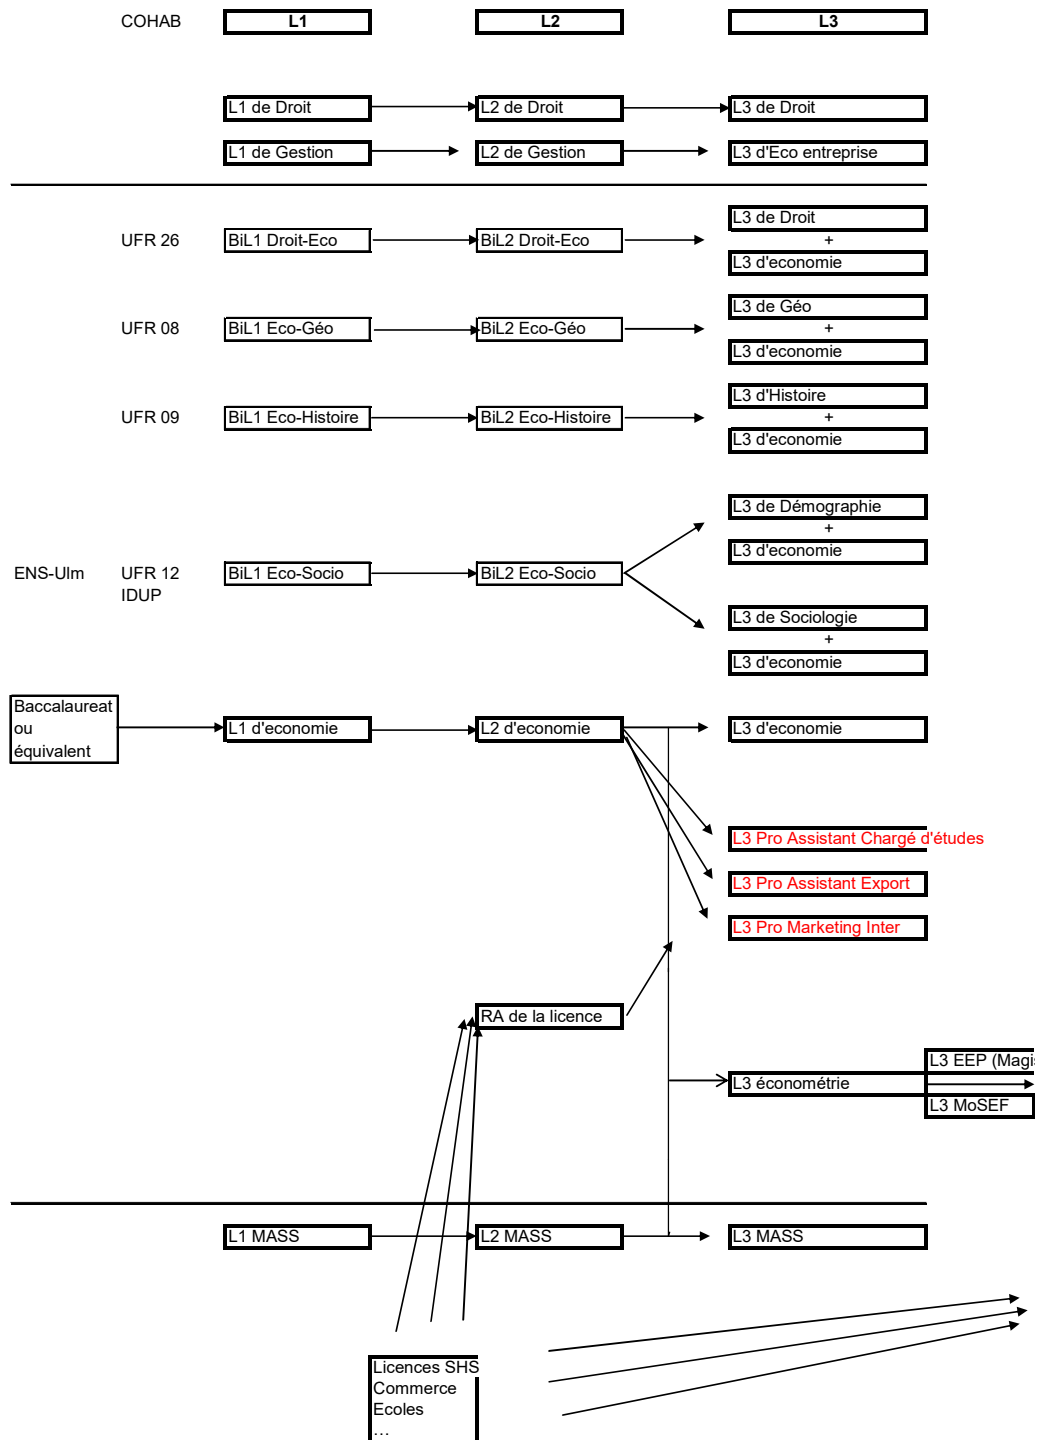 COHAB L1 L2 L3
L1 de Droit L2 de Droit L3 de Droit
L1 de Gestion L2 de Gestion L3 d'Eco entreprise
L3 de Droit
UFR 26 BiL1 Droit-Eco BiL2 Droit-Eco +
L3 d'economie
L3 de Géo
UFR 08 BiL1 Eco-Géo BiL2 Eco-Géo +
L3 d'economie
L3 d'Histoire
UFR 09 BiL1 Eco-Histoire BiL2 Eco-Histoire +
L3 d'economie
L3 de Démographie
+
L3 d'economie
ENS-Ulm UFR 12 BiL1 Eco-Socio BiL2 Eco-Socio
IDUP
L3 de Sociologie
+
L3 d'economie
Baccalaureat
ou L1 d'economie L2 d'economie L3 d'economie
équivalent
L3 Pro Assistant Chargé d'études
L3 Pro Assistant Export
L3 Pro Marketing Inter
RA de la licence
L3 EEP (Magi
L3 économétrie
L3 MoSEF
L1 MASS L2 MASS L3 MASS
Licences SHS
Commerce
Ecoles
…